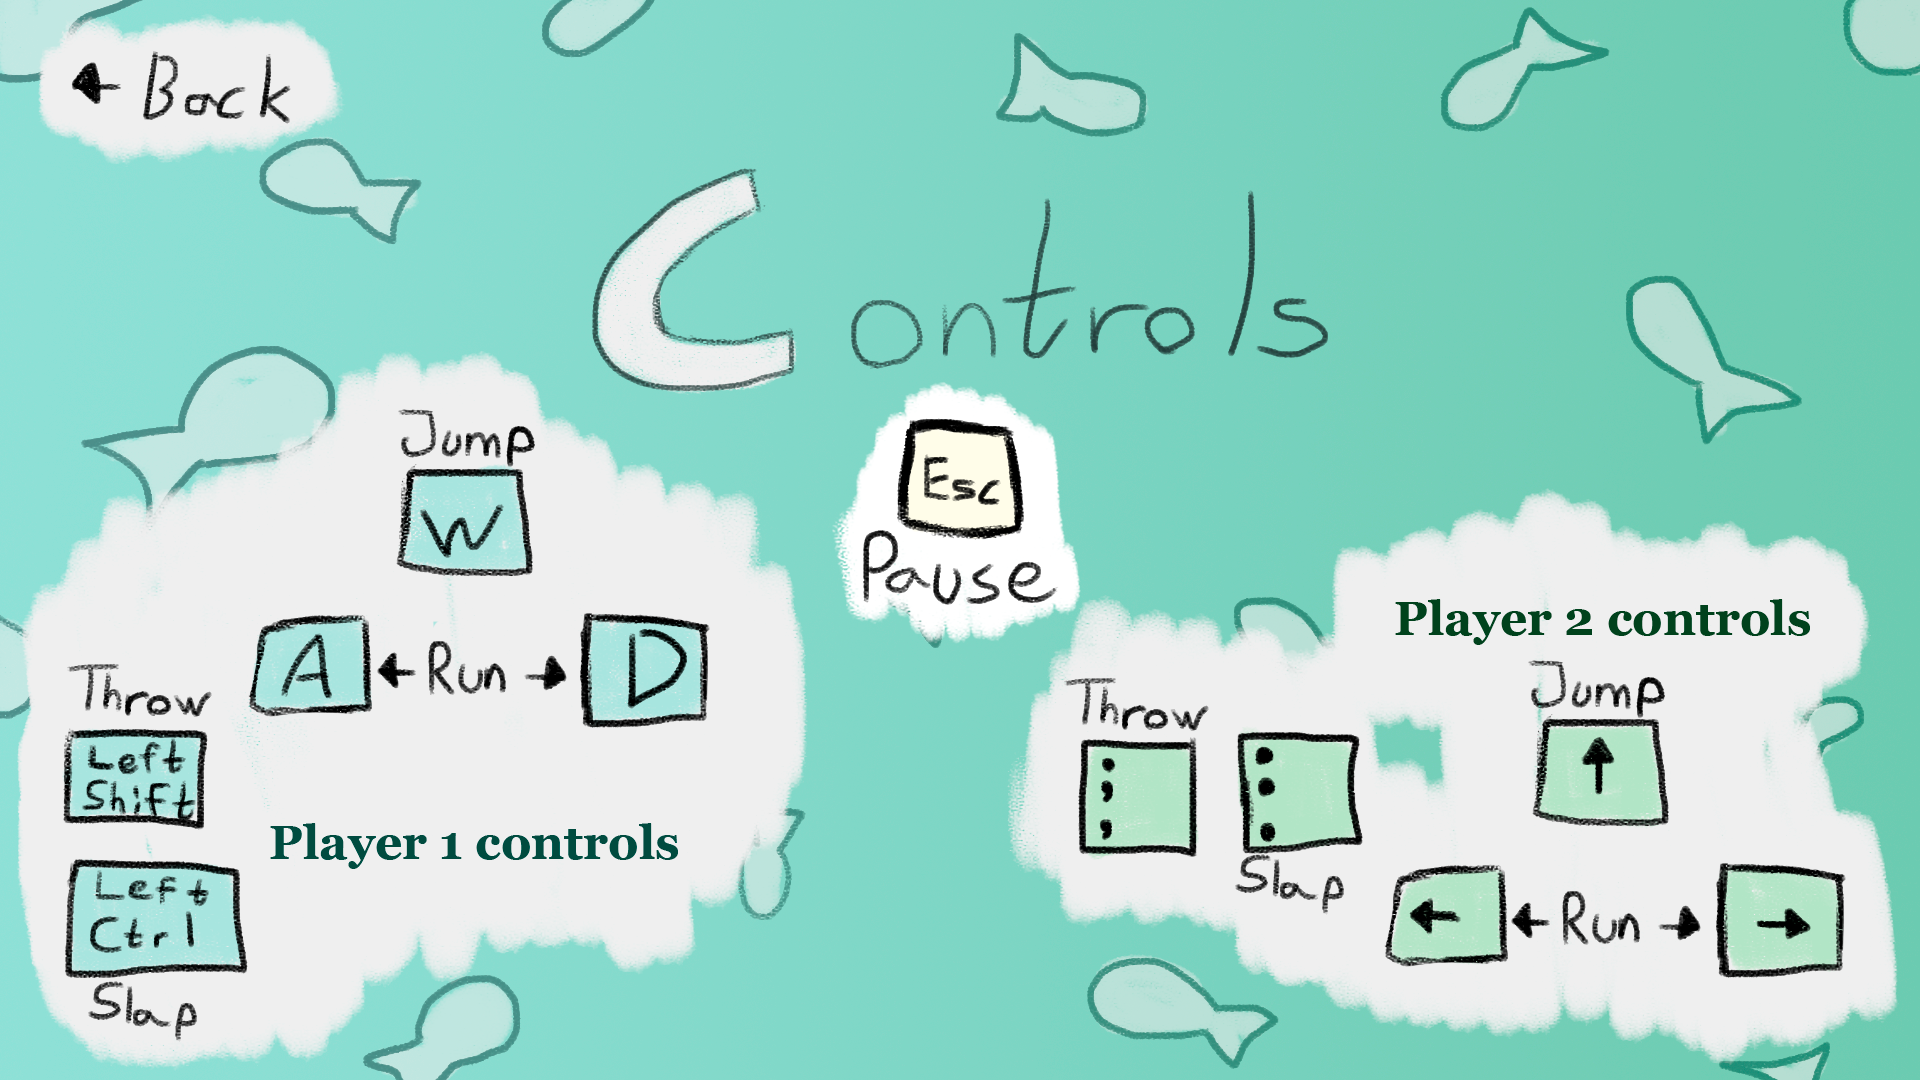 ← Back
Controls
Esc
Pause
Jump
W
A ← Run → D
Throw
Left
Shift
Player 1 controls
Left
Ctrl
Slap
Player 2 controls
Throw
;
,
:
.
Slap
Jump
↑
← ← Run → →